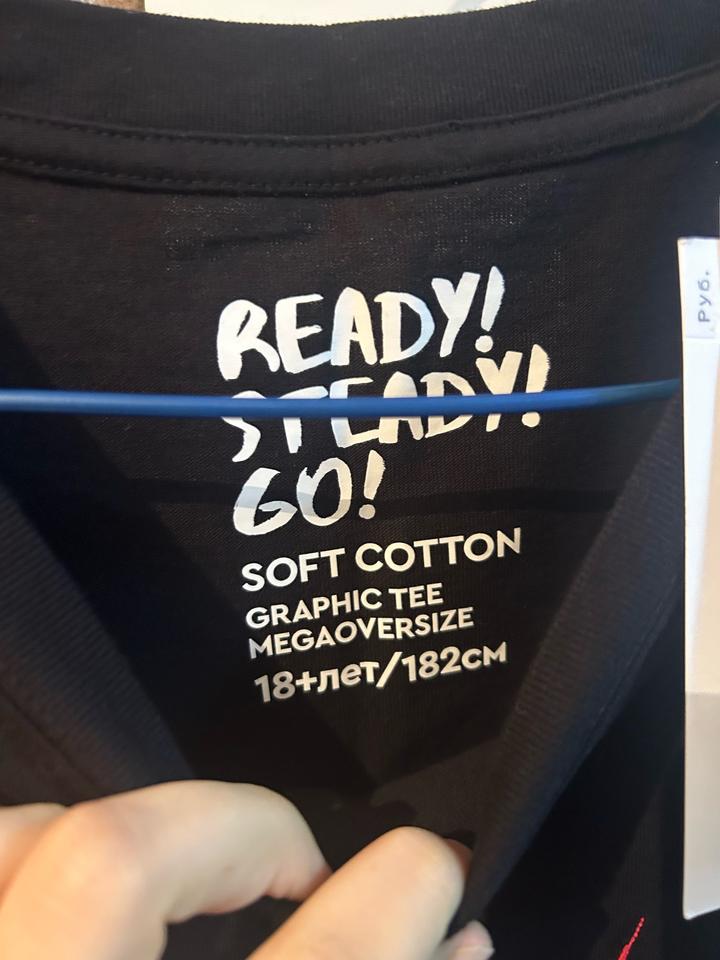 READY!
STEADY!
GO!
SOFT COTTON
GRAPHIC TEE
MEGAOVERSIZE
18+лет/182см
Руб.